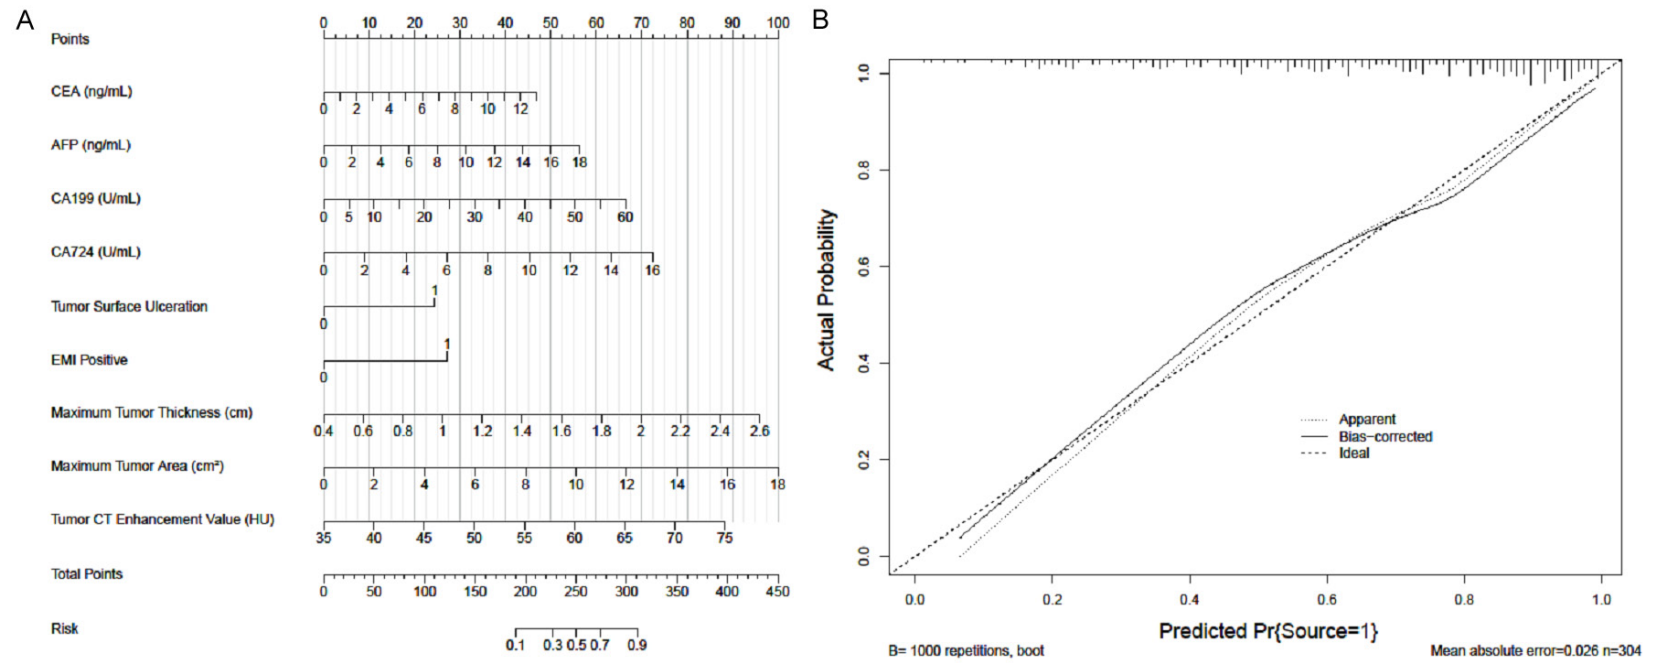 A
Points
0 10 20 30 40 50 60 70 80 90 100
CEA (ng/mL)
0 2 4 6 8 10 12
AFP (ng/mL)
0 2 4 6 8 10 12 14 16 18
CA199 (U/mL)
0 5 10 20 30 40 50 60
CA724 (U/mL)
0 2 4 6 8 10 12 14 16
Tumor Surface Ulceration
1
0
EMI Positive
1
0
Maximum Tumor Thickness (cm)
0.4 0.6 0.8 1 1.2 1.4 1.6 1.8 2 2.2 2.4 2.6
Maximum Tumor Area (cm²)
0 2 4 6 8 10 12 14 16 18
Tumor CT Enhancement Value (HU)
35 40 45 50 55 60 65 70 75
Total Points
0 50 100 150 200 250 300 350 400 450
Risk
0.1 0.3 0.5 0.7 0.9
B
Actual Probability
1.0
0.8
0.6
0.4
0.2
0.0
Apparent
Bias-corrected
Ideal
0.0 0.2 0.4 0.6 0.8 1.0
Predicted Pr{Source=1}
B= 1000 repetitions, boot
Mean absolute error=0.026 n=304